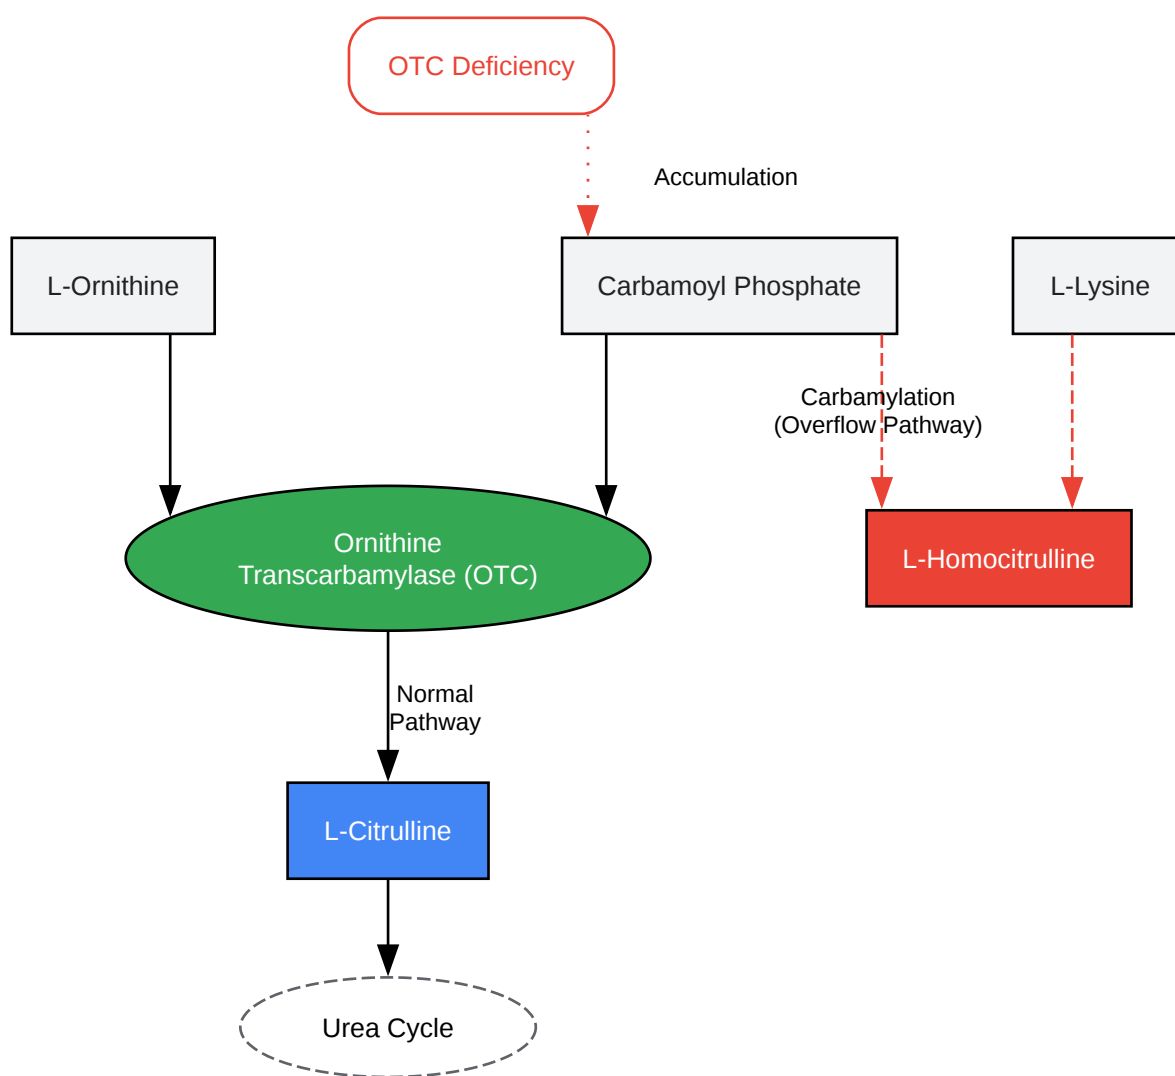 OTC Deficiency
Accumulation
L-Ornithine
Carbamoyl Phosphate
L-Lysine
Carbamylation
(Overflow Pathway)
Ornithine
Transcarbamylase (OTC)
L-Homocitrulline
Normal
Pathway
L-Citrulline
Urea Cycle